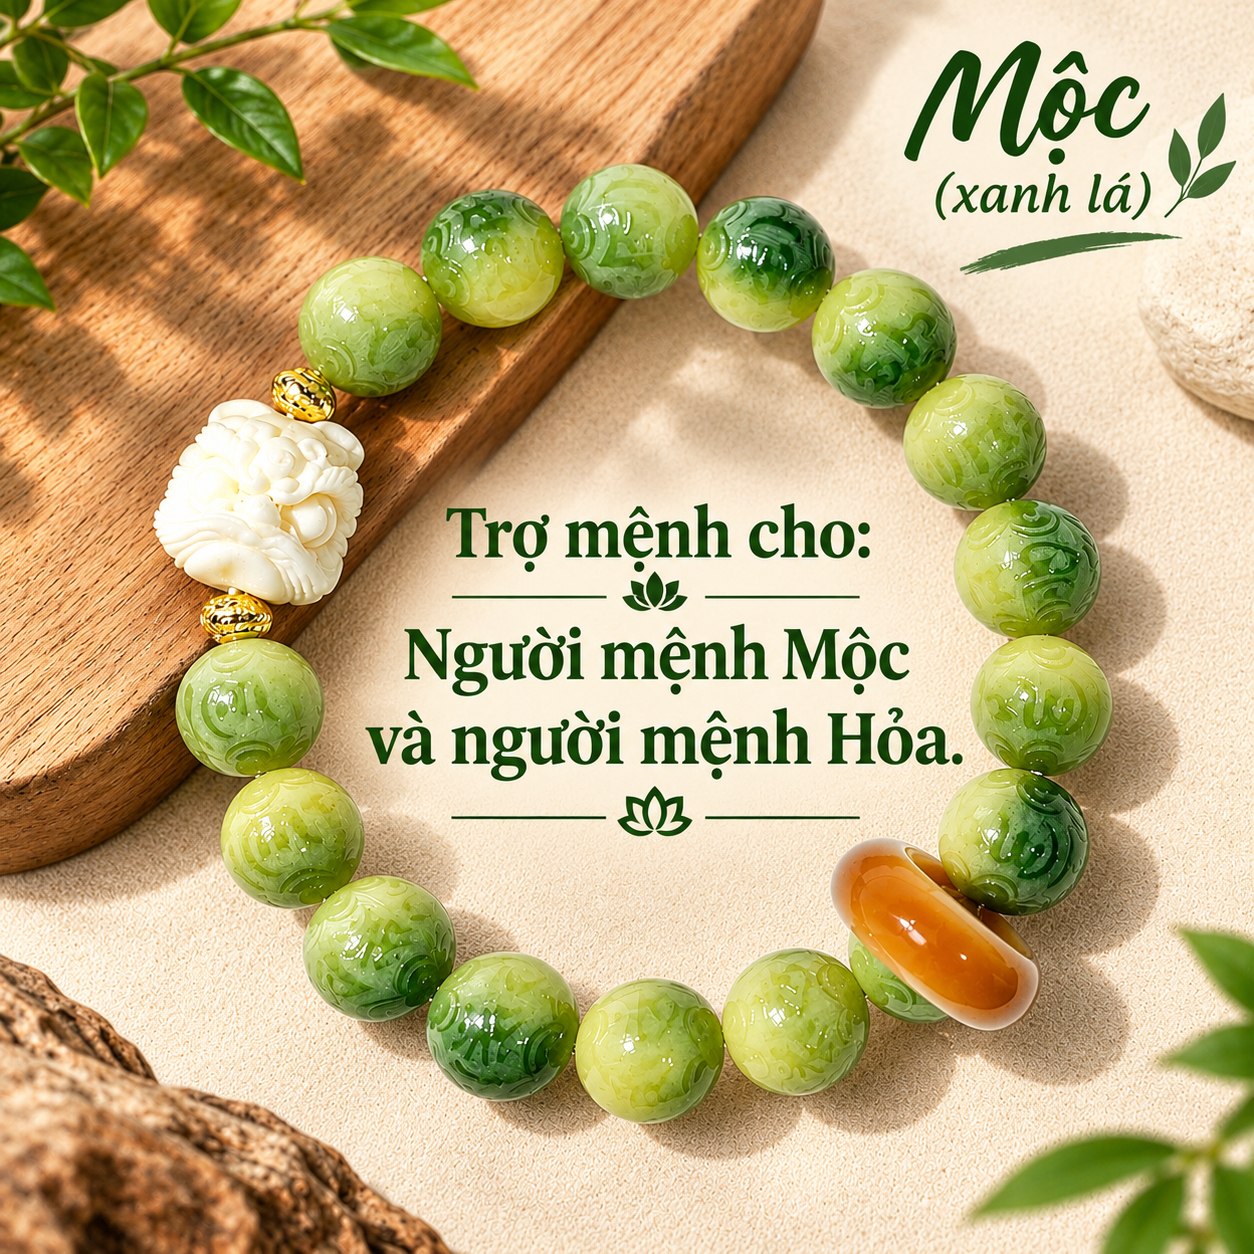 Mộc
(xanh lá)
Trợ mệnh cho:
Người mệnh Mộc
và người mệnh Hỏa.